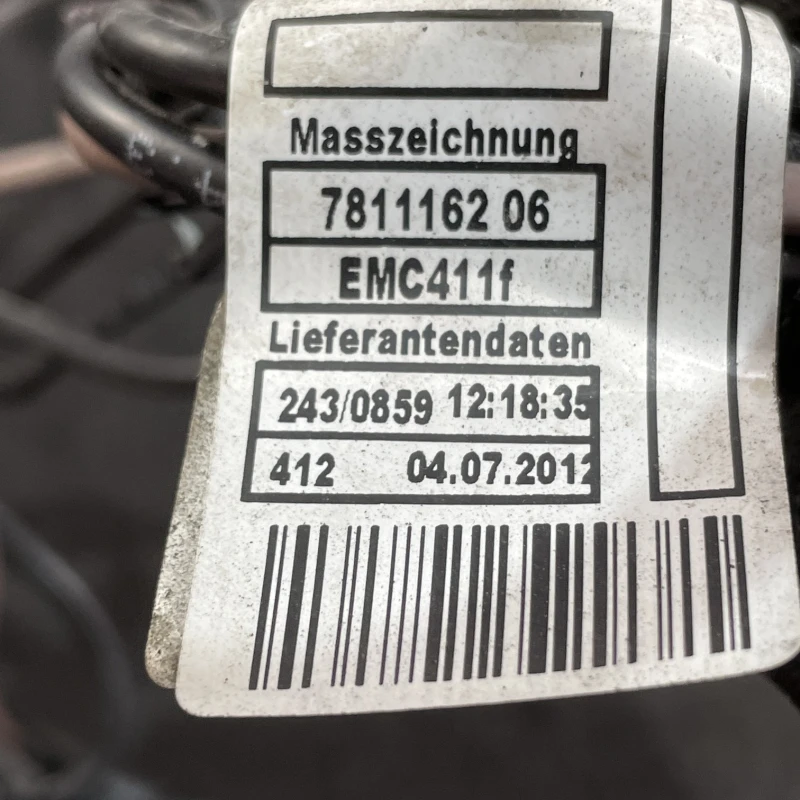 Masszeichnung
7811162 06
EMC411f
Lieferantendaten
243/0859 12:18:35
412 04.07.2012